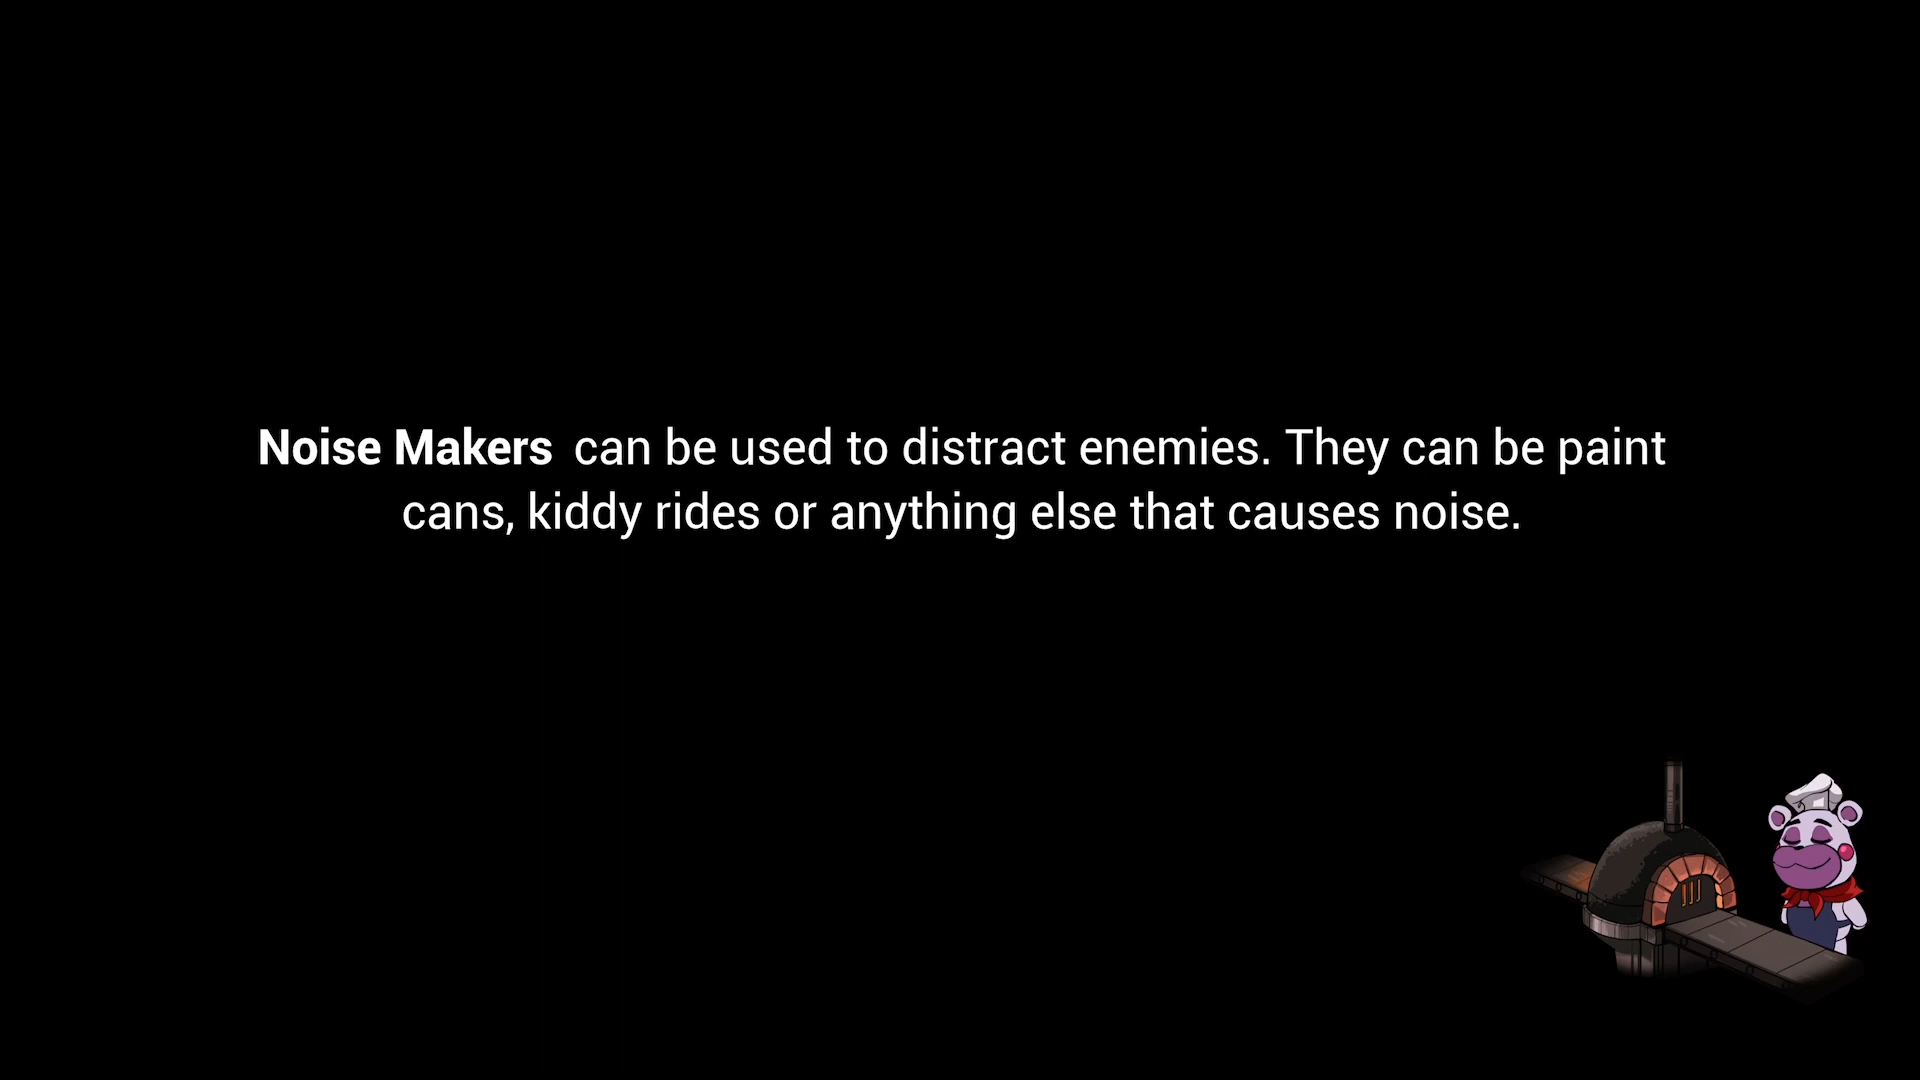 Noise Makers can be used to distract enemies. They can be paint
cans, kiddy rides or anything else that causes noise.